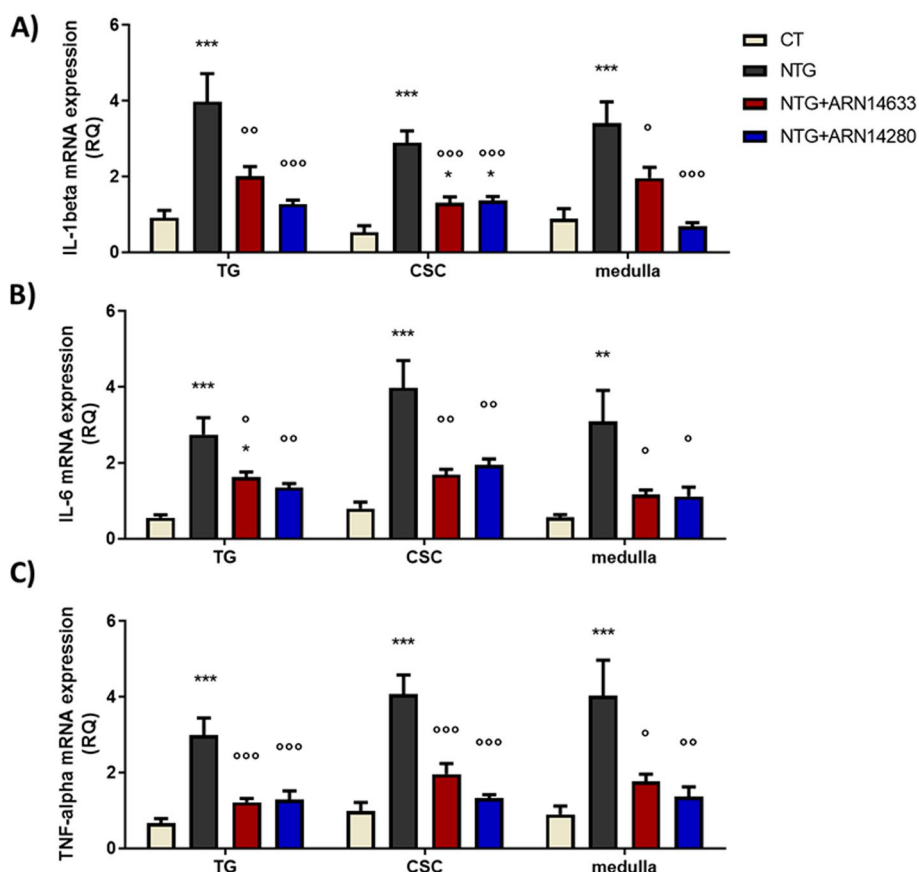 A)
IL-1beta mRNA expression
(RQ)
6
4
2
0
***
°°
°°°
***
°°°
*
°°°
*
***
°
°°°
TG
CSC
medulla
CT
NTG
NTG+ARN14633
NTG+ARN14280
B)
IL-6 mRNA expression
(RQ)
6
4
2
0
***
°
*
°°
***
°°
°°
**
°
°
TG
CSC
medulla
C)
TNF-alpha mRNA expression
(RQ)
6
4
2
0
***
°°°
°°°
***
°°°
°°°
***
°
°°
TG
CSC
medulla